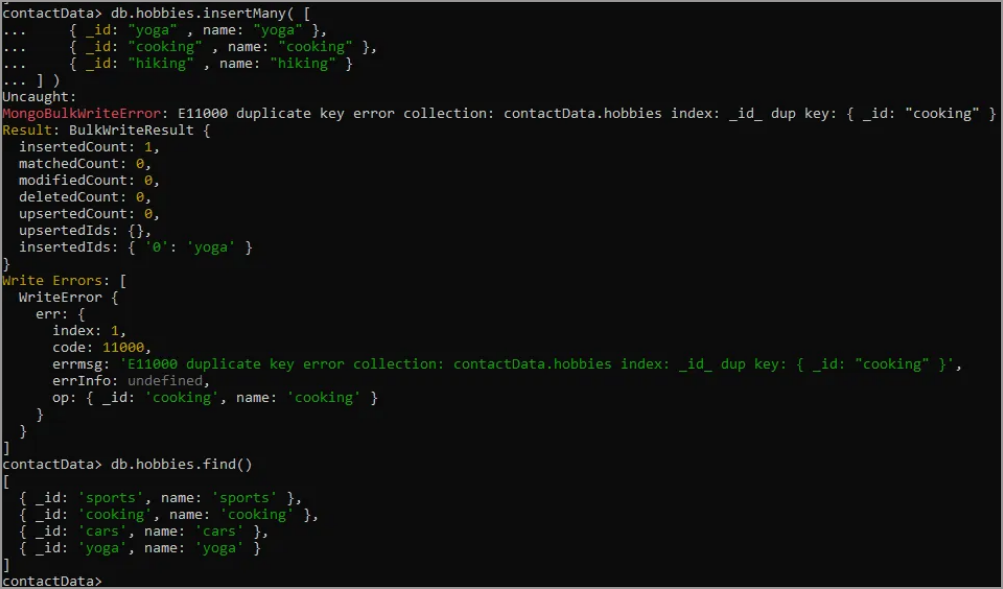 contactData> db.hobbies.insertMany( [
...     { _id: "yoga" , name: "yoga" },
...     { _id: "cooking" , name: "cooking" },
...     { _id: "hiking" , name: "hiking" }
... ] )
Uncaught:
MongoBulkWriteError: E11000 duplicate key error collection: contactData.hobbies index: _id_ dup key: { _id: "cooking" }
Result: BulkWriteResult {
  insertedCount: 1,
  matchedCount: 0,
  modifiedCount: 0,
  deletedCount: 0,
  upsertedCount: 0,
  upsertedIds: {},
  insertedIds: { '0': 'yoga' }
}
Write Errors: [
  WriteError {
    err: {
      index: 1,
      code: 11000,
      errmsg: 'E11000 duplicate key error collection: contactData.hobbies index: _id_ dup key: { _id: "cooking" }',
      errInfo: undefined,
      op: { _id: 'cooking', name: 'cooking' }
    }
  }
]
contactData> db.hobbies.find()
[
  { _id: 'sports', name: 'sports' },
  { _id: 'cooking', name: 'cooking' },
  { _id: 'cars', name: 'cars' },
  { _id: 'yoga', name: 'yoga' }
]
contactData>